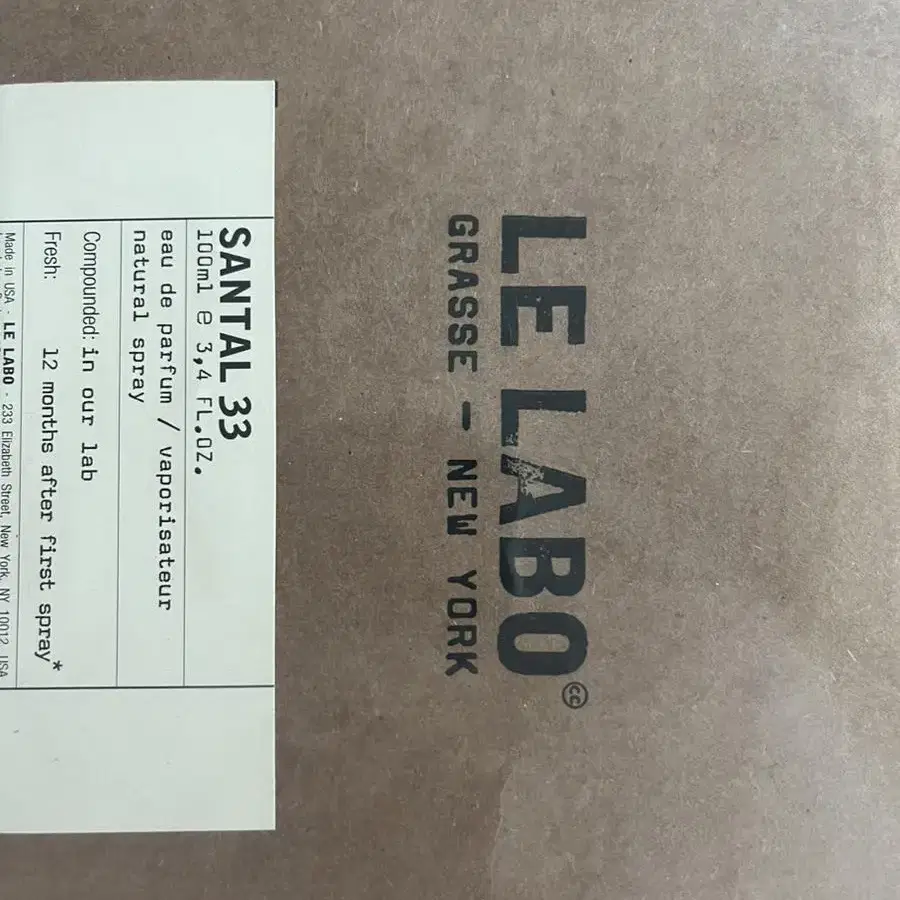 LE LABO
GRASSE — NEW YORK
SANTAL 33
100ml e 3,4 FL.OZ.
eau de parfum / vaporisateur
natural spray
Compounded: in our lab
Fresh: 12 months after first spray*
Made in USA - LE LABO - 233 Elizabeth Street, New York, NY 10012 USA